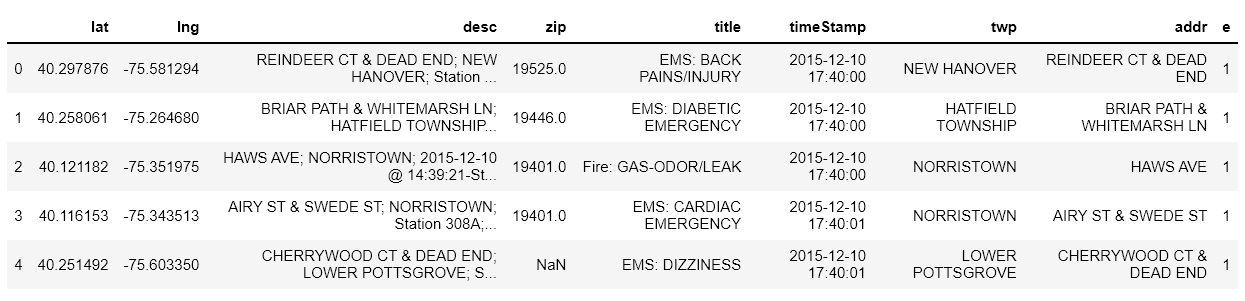 lat lng desc zip title timeStamp twp addr e
0 40.297876 -75.581294 REINDEER CT & DEAD END; NEW HANOVER; Station ... 19525.0 EMS: BACK PAINS/INJURY 2015-12-10 17:40:00 NEW HANOVER REINDEER CT & DEAD END 1
1 40.258061 -75.264680 BRIAR PATH & WHITEMARSH LN; HATFIELD TOWNSHIP... 19446.0 EMS: DIABETIC EMERGENCY 2015-12-10 17:40:00 HATFIELD TOWNSHIP BRIAR PATH & WHITEMARSH LN 1
2 40.121182 -75.351975 HAWS AVE; NORRISTOWN; 2015-12-10 @ 14:39:21-St... 19401.0 Fire: GAS-ODOR/LEAK 2015-12-10 17:40:00 NORRISTOWN HAWS AVE 1
3 40.116153 -75.343513 AIRY ST & SWEDE ST; NORRISTOWN; Station 308A;... 19401.0 EMS: CARDIAC EMERGENCY 2015-12-10 17:40:01 NORRISTOWN AIRY ST & SWEDE ST 1
4 40.251492 -75.603350 CHERRYWOOD CT & DEAD END; LOWER POTTSGROVE; S... NaN EMS: DIZZINESS 2015-12-10 17:40:01 LOWER POTTSGROVE CHERRYWOOD CT & DEAD END 1